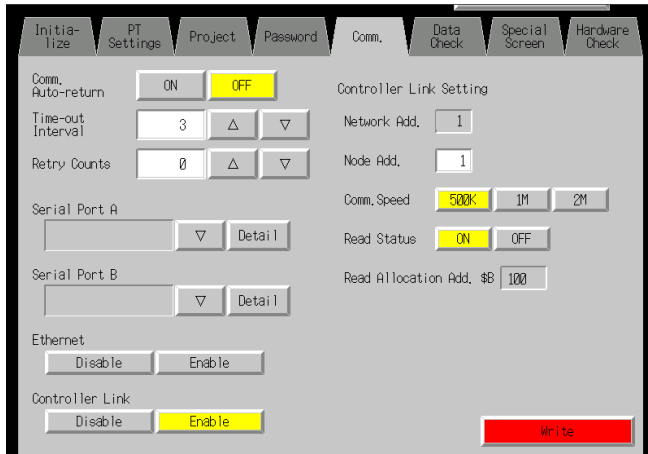 Initia-
lize
PT
Settings
Project
Password
Comm.
Data
Check
Special
Screen
Hardware
Check
Comm.
Auto-return
ON
OFF
Time-out
Interval
3
△
▽
Retry Counts
0
△
▽
Serial Port A
▽
Detail
Serial Port B
▽
Detail
Ethernet
Disable
Enable
Controller Link
Disable
Enable
Controller Link Setting
Network Add.
1
Node Add.
1
Comm.Speed
500K
1M
2M
Read Status
ON
OFF
Read Allocation Add. $B
100
Write